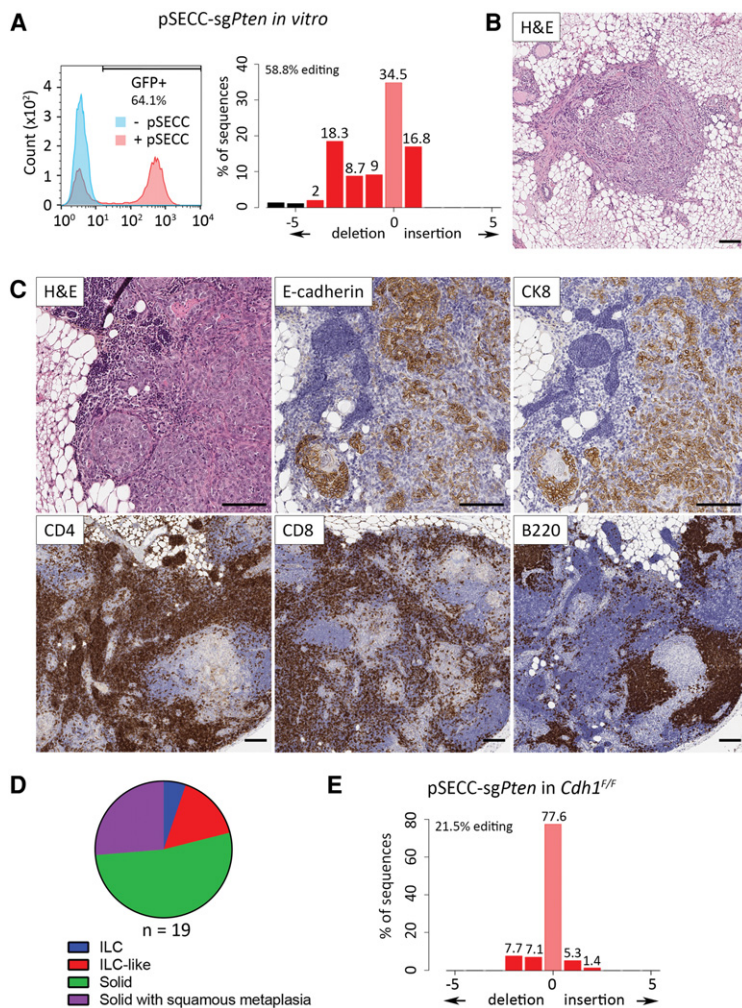 A
pSECC-sgPten in vitro
GFP+
64.1%
- pSECC
+ pSECC
Count (x10²)
4
3
2
1
0
10⁰ 10¹ 10² 10³ 10⁴
58.8% editing
% of sequences
40
30
20
10
0
2
18.3
8.7
9
34.5
16.8
-5 0 5
← deletion insertion →
B
H&E
C
H&E
E-cadherin
CK8
CD4
CD8
B220
D
n = 19
ILC
ILC-like
Solid
Solid with squamous metaplasia
E
pSECC-sgPten in Cdh1F/F
21.5% editing
% of sequences
80
60
40
20
0
7.7
7.1
77.6
5.3
1.4
-5 0 5
← deletion insertion →